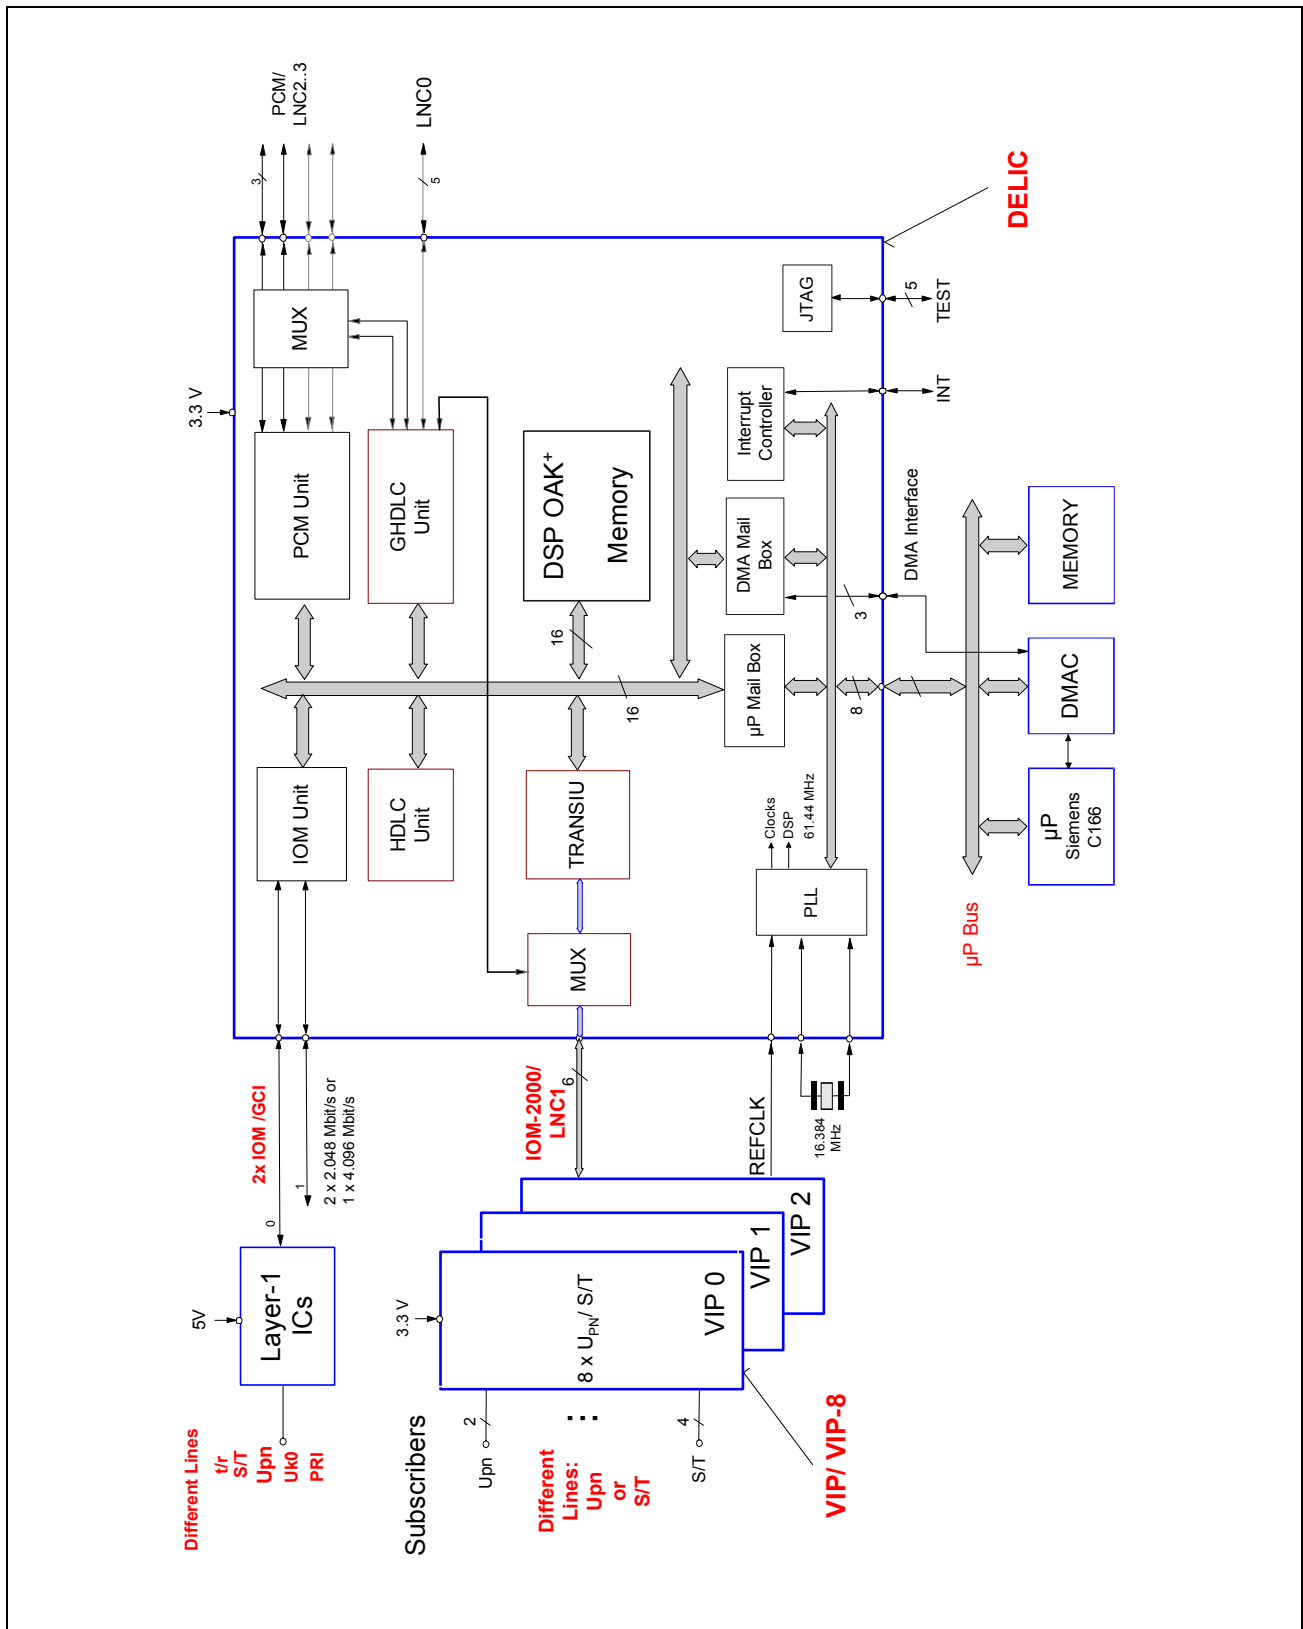 Different Lines
t/r
S/T
Upn
Uk0
PRI
5V
Layer-1
ICs
2x IOM /GCI
0
1
2 x 2.048 Mbit/s or
1 x 4.096 Mbit/s
3.3 V
IOM Unit
PCM Unit
MUX
3
PCM/
LNC2..3
HDLC
Unit
GHDLC
Unit
5
LNC0
Subscribers
3.3 V
Upn
2
Different
Lines:
Upn
or
S/T
...
S/T
4
8 x UPN/ S/T
VIP 0
VIP 1
VIP 2
VIP/ VIP-8
IOM-2000/
LNC1
6
MUX
TRANSIU
16
16
DSP OAK+
Memory
REFCLK
16.384
MHz
PLL
Clocks
DSP
61.44 MHz
µP Mail Box
DMA Mail
Box
Interrupt
Controller
JTAG
8
3
DMA Interface
INT
5
TEST
DELIC
µP Bus
µP
Siemens
C166
DMAC
MEMORY